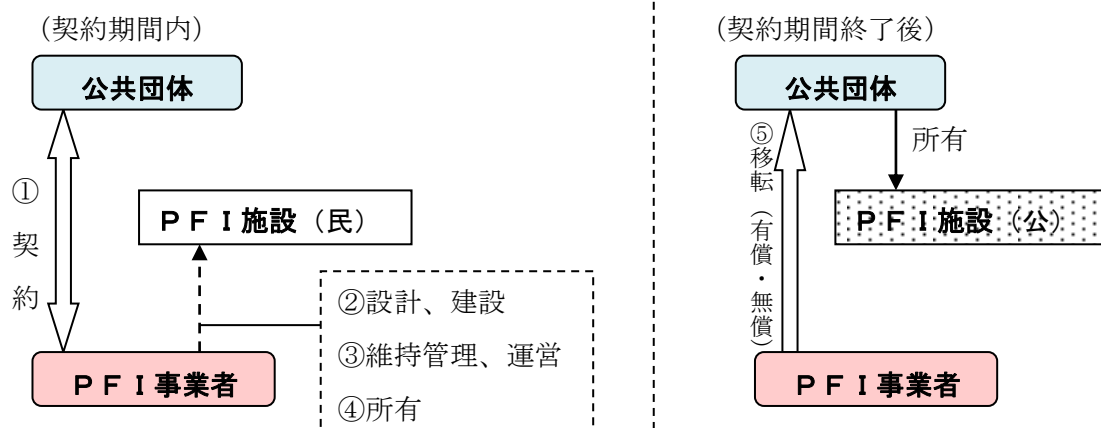 (契約期間内)
公共団体
①契約
PFI施設(民)
②設計、建設
③維持管理、運営
④所有
PFI事業者
(契約期間終了後)
公共団体
⑤移転(有償・無償)
所有
PFI施設(公)
PFI事業者